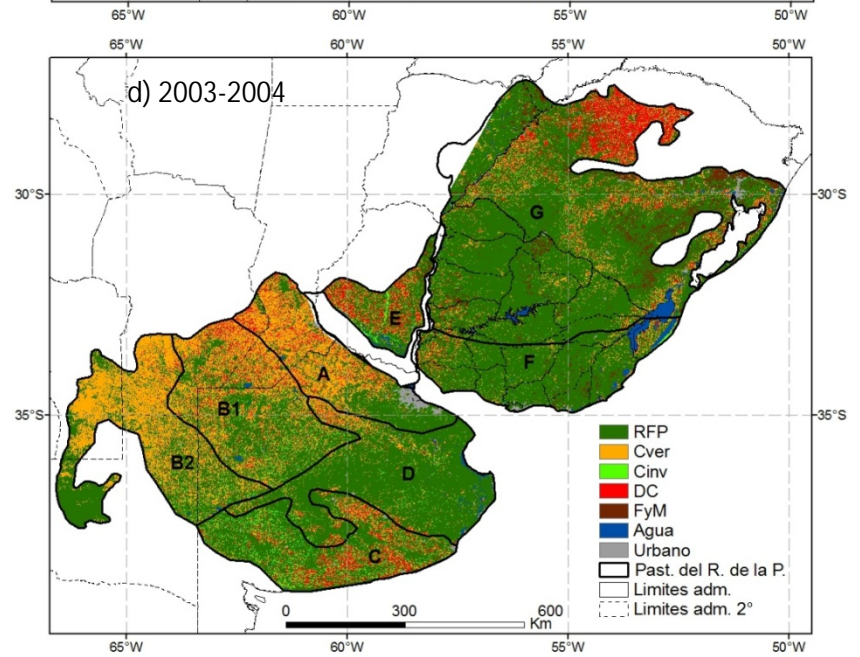 65°W 60°W 55°W 50°W
65°W 60°W 55°W 50°W
d) 2003-2004
30°S 30°S
G
E
A
F
B1
35°S 35°S
RFP
Cver
B2
D
Cinv
DC
FyM
Agua
C
Urbano
Past. del R. de la P.
Limites adm.
Limites adm. 2°
0 300 600
Km
65°W 60°W 55°W 50°W